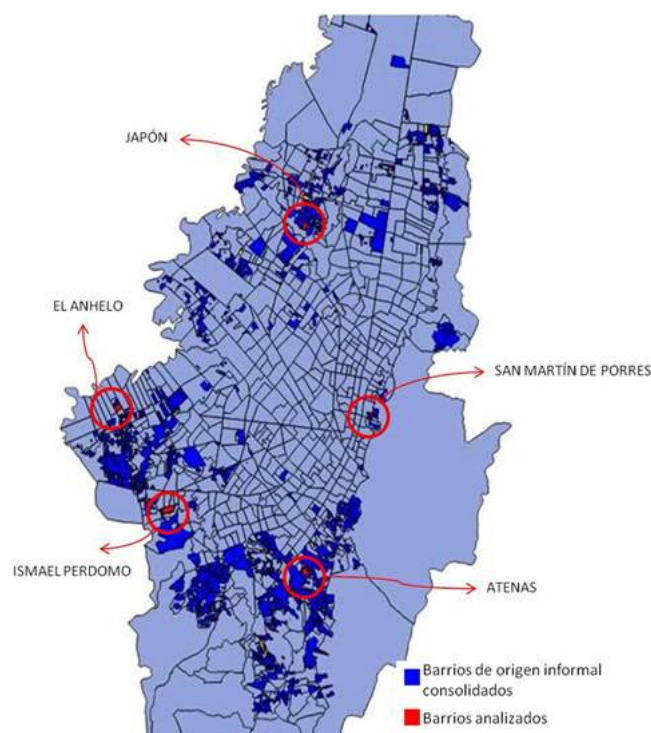 JAPÓN
EL ANHELO
SAN MARTÍN DE PORRES
ISMAEL PERDOMO
ATENAS
Barrios de origen informal
consolidados
Barrios analizados